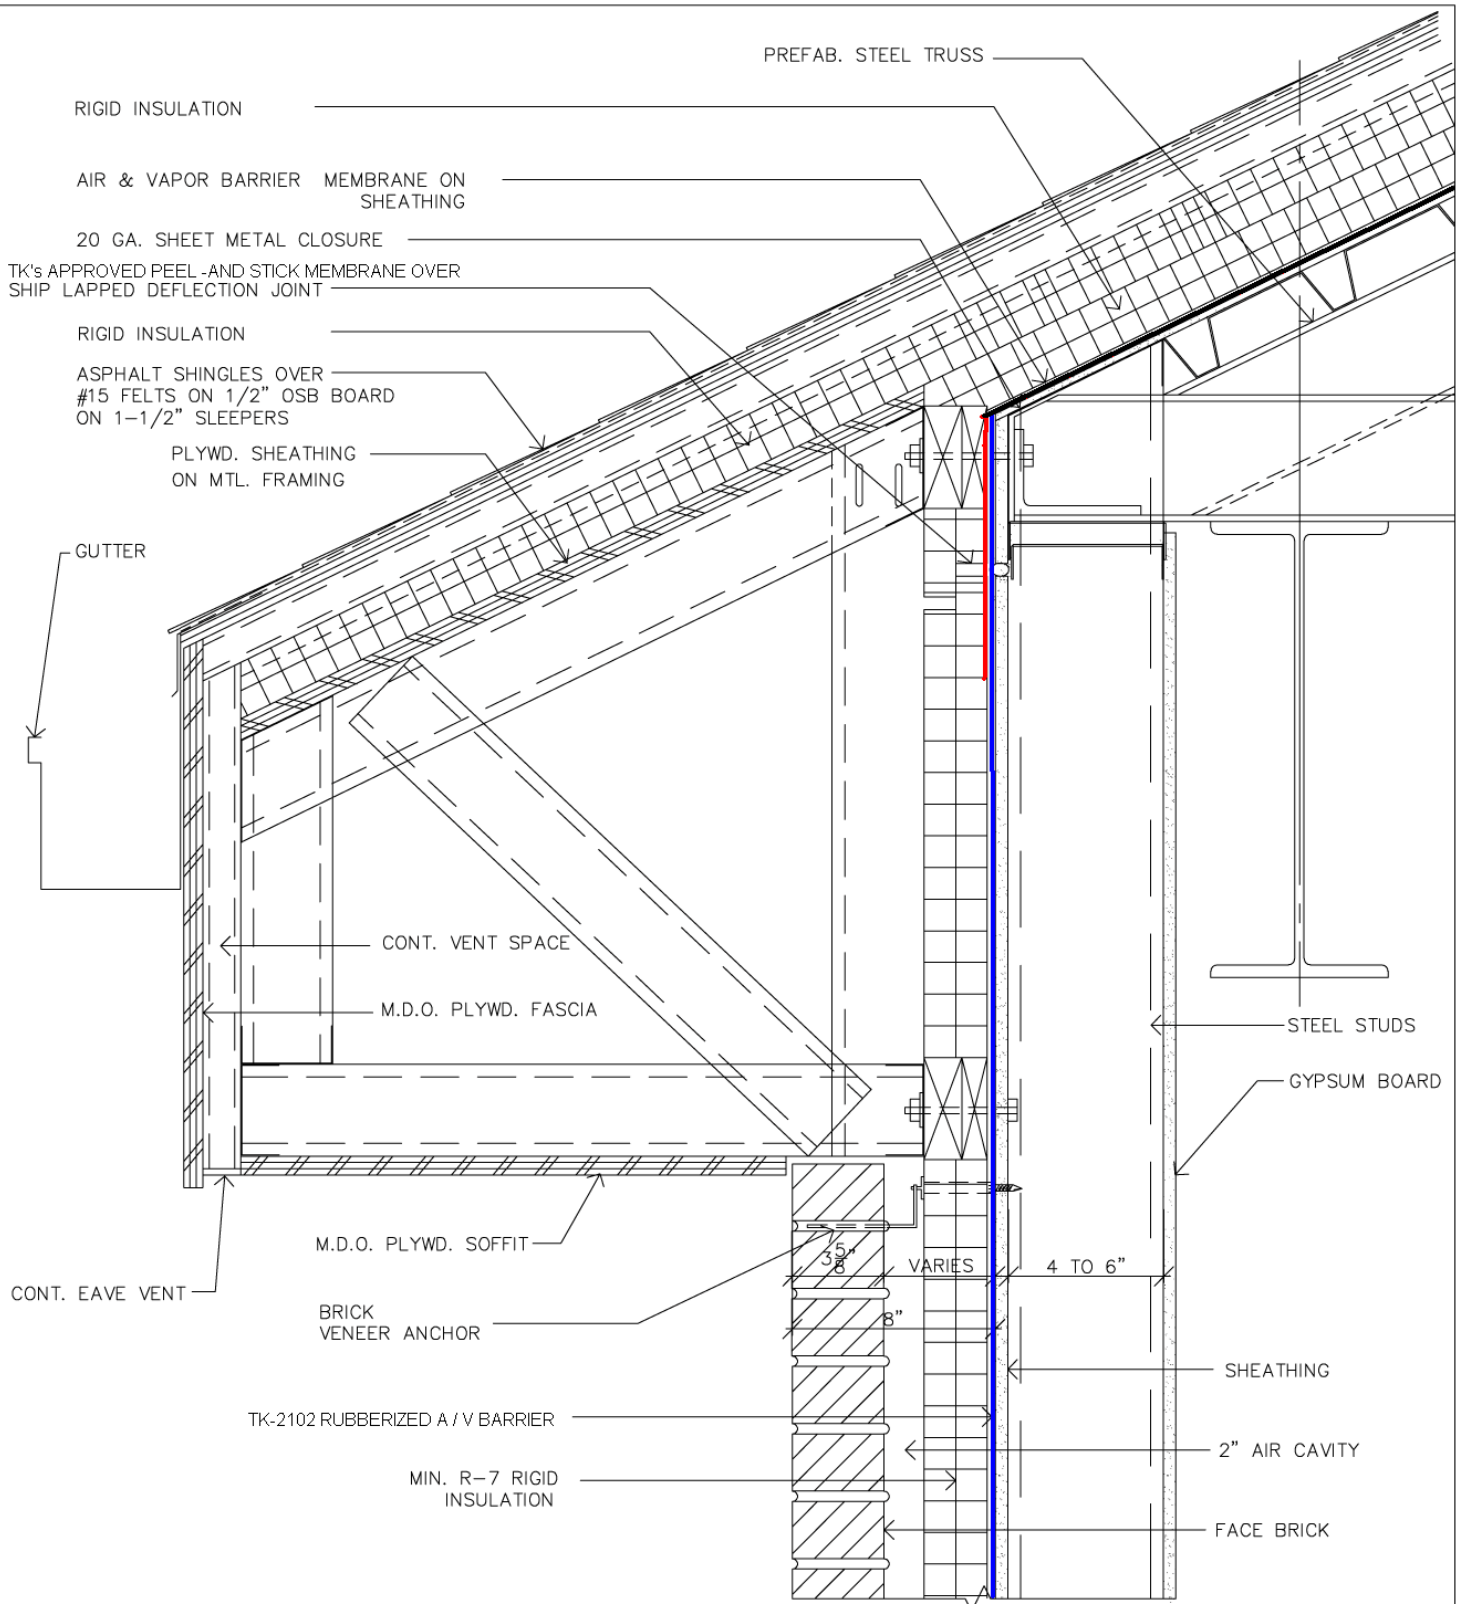 PREFAB. STEEL TRUSS
RIGID INSULATION
AIR & VAPOR BARRIER MEMBRANE ON
SHEATHING
20 GA. SHEET METAL CLOSURE
TK's APPROVED PEEL-AND STICK MEMBRANE OVER
SHIP LAPPED DEFLECTION JOINT
RIGID INSULATION
ASPHALT SHINGLES OVER
#15 FELTS ON 1/2" OSB BOARD
ON 1-1/2" SLEEPERS
PLYWD. SHEATHING
ON MTL. FRAMING
GUTTER
CONT. VENT SPACE
M.D.O. PLYWD. FASCIA
STEEL STUDS
GYPSUM BOARD
M.D.O. PLYWD. SOFFIT
3 5/8"
VARIES
4 TO 6"
CONT. EAVE VENT
BRICK
VENEER ANCHOR
8"
SHEATHING
TK-2102 RUBBERIZED A / V BARRIER
2" AIR CAVITY
MIN. R-7 RIGID
INSULATION
FACE BRICK